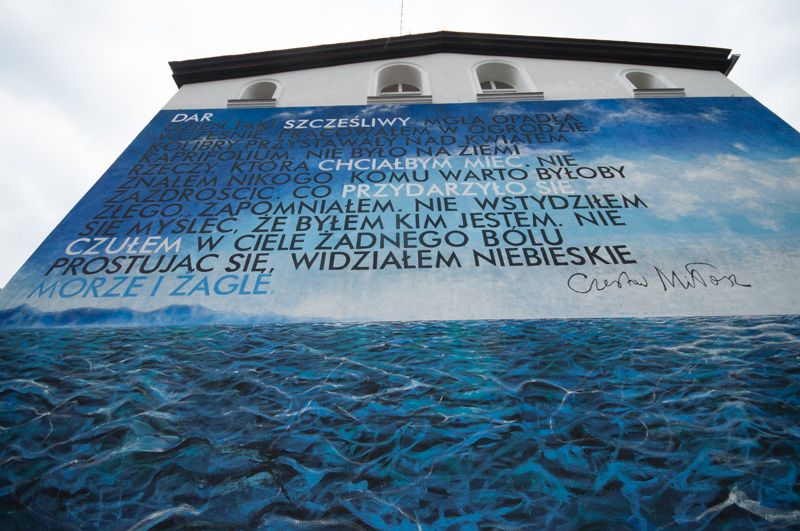 DAR
DZIEŃ TAKI SZCZĘŚLIWY. MGŁA OPADŁA
WCZEŚNIE, PRACOWAŁEM W OGRODZIE.
KOLIBRY PRZYSTAWAŁY NAD KWIATEM
KAPRIFOLIUM. NIE BYŁO NA ZIEMI
RZECZY, KTÓRĄ CHCIAŁBYM MIEĆ. NIE
ZNAŁEM NIKOGO, KOMU WARTO BYŁOBY
ZAZDROŚCIĆ. CO PRZYDARZYŁO SIĘ
ZŁEGO, ZAPOMNIAŁEM. NIE WSTYDZIŁEM
SIĘ MYŚLEĆ, ŻE BYŁEM KIM JESTEM. NIE
CZUŁEM W CIELE ŻADNEGO BÓLU
PROSTUJĄC SIĘ, WIDZIAŁEM NIEBIESKIE
MORZE I ŻAGLE.
Czesław Miłosz